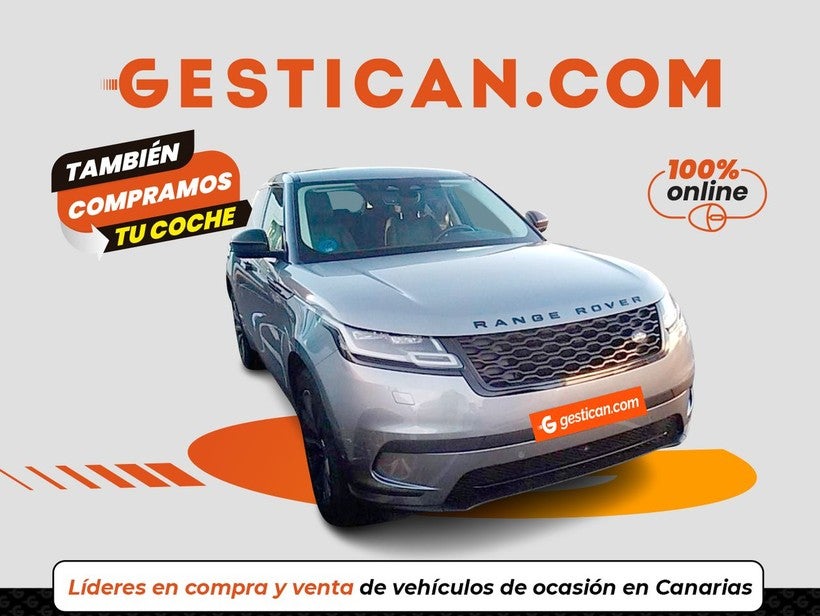 GESTICAN.COM
TAMBIÉN
COMPRAMOS
TU COCHE
100%
online
RANGE ROVER
gestican.com
Líderes en compra y venta de vehículos de ocasión en Canarias